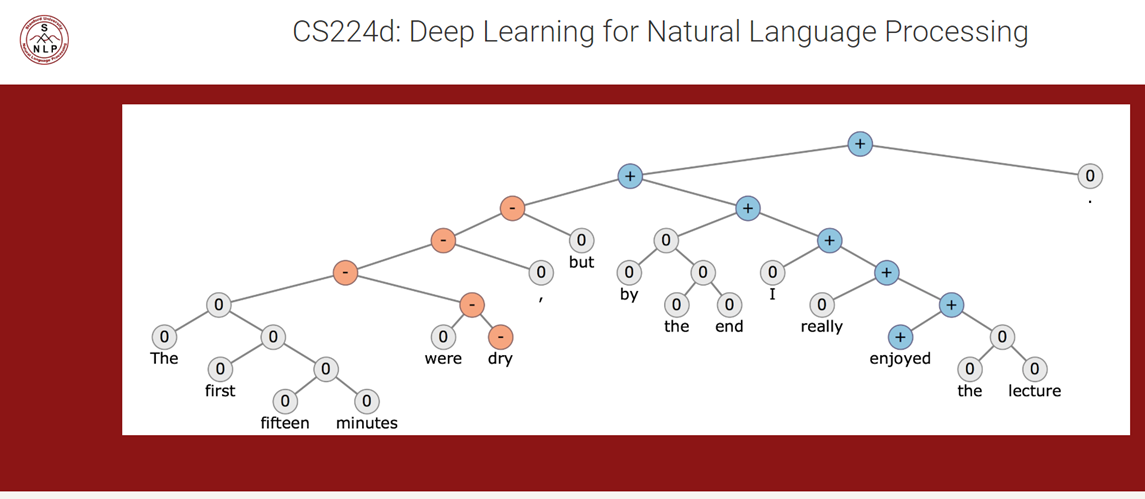 S
NLP
CS224d: Deep Learning for Natural Language Processing
+
+ 0
.
- +
- 0 0 +
but
- 0 0 0 0 +
, by I
0 - 0 0 0 +
the end really
0 0 0 - + 0
The were dry enjoyed
0 0 0 0
first the lecture
0 0
fifteen minutes